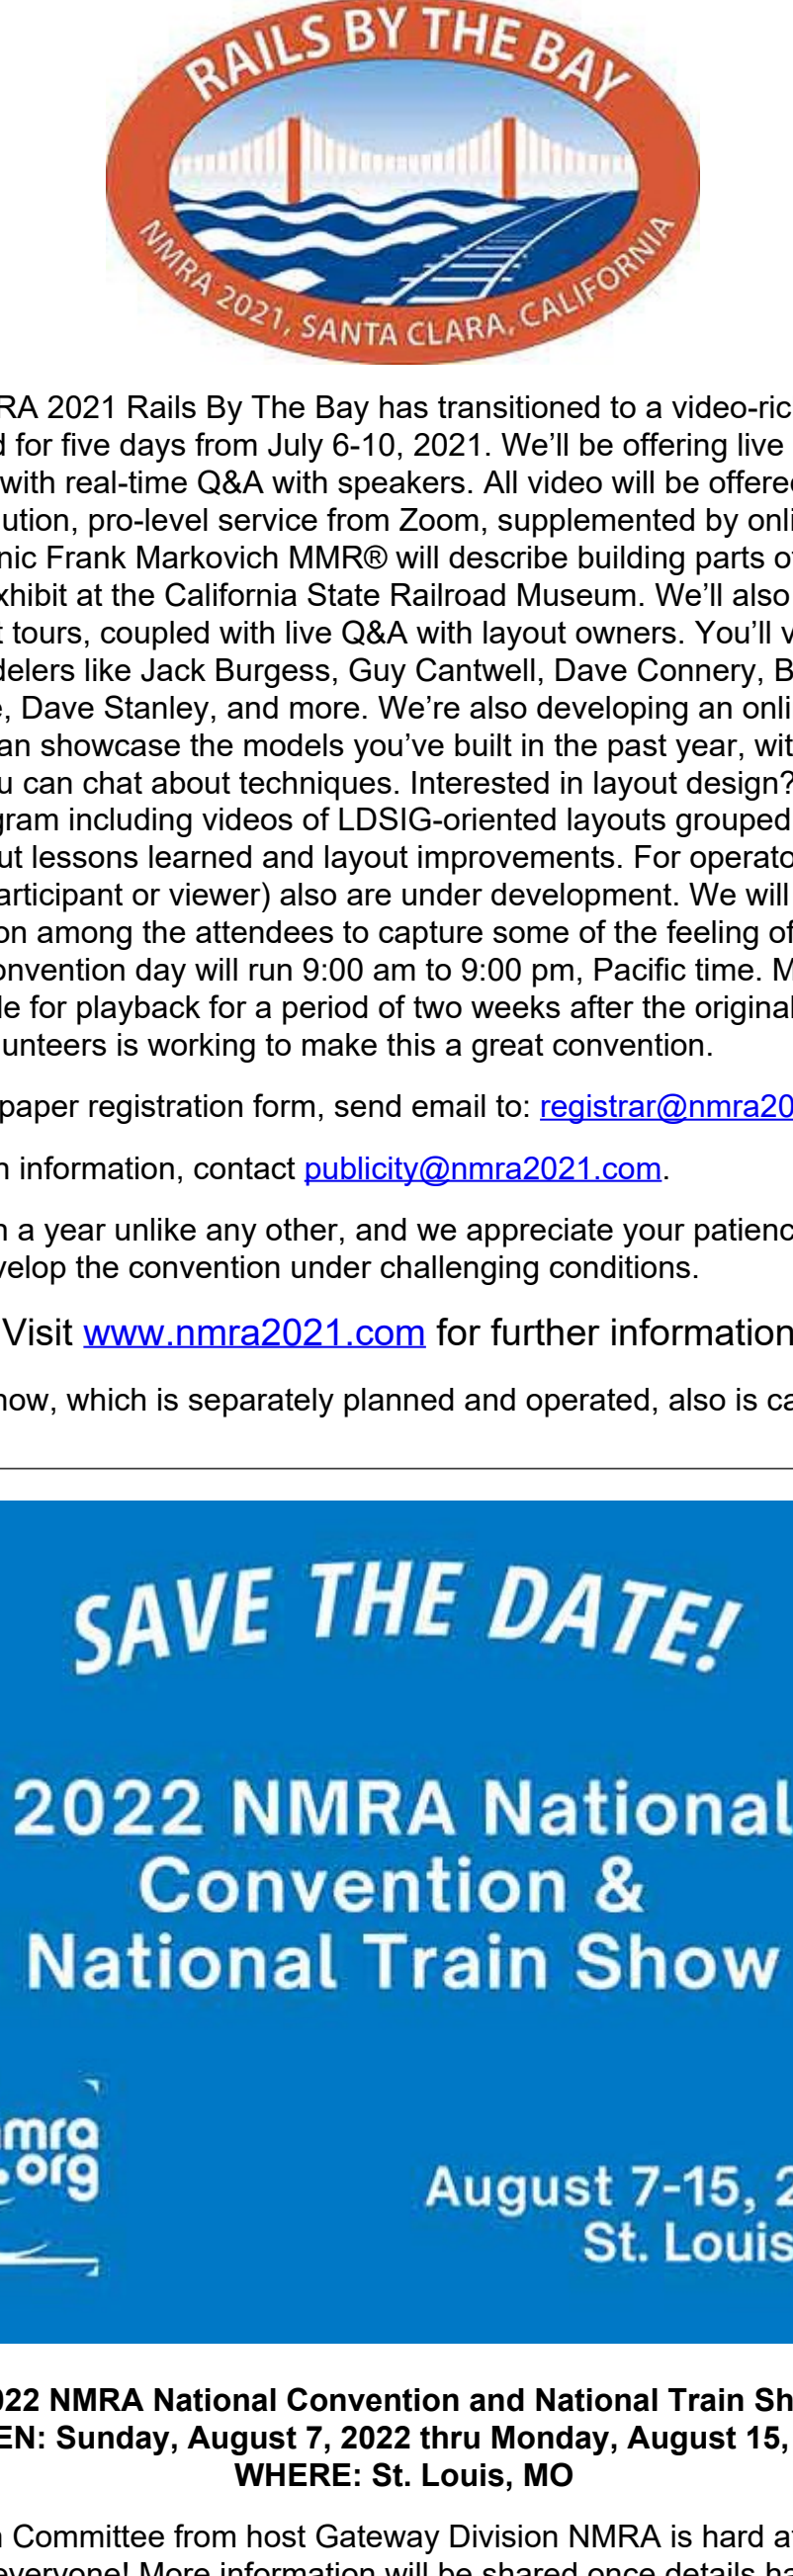 RAILS BY THE BAY
NMRA 2021, SANTA CLARA, CALIFORNIA
RA 2021 Rails By The Bay has transitioned to a video-ric
d for five days from July 6-10, 2021. We’ll be offering live
with real-time Q&A with speakers. All video will be offere
ution, pro-level service from Zoom, supplemented by onli
nic Frank Markovich MMR® will describe building parts o
xhibit at the California State Railroad Museum. We’ll also
t tours, coupled with live Q&A with layout owners. You’ll v
delers like Jack Burgess, Guy Cantwell, Dave Connery, B
e, Dave Stanley, and more. We’re also developing an onli
an showcase the models you’ve built in the past year, wit
u can chat about techniques. Interested in layout design?
gram including videos of LDSIG-oriented layouts grouped
ut lessons learned and layout improvements. For operato
articipant or viewer) also are under development. We will
on among the attendees to capture some of the feeling of
onvention day will run 9:00 am to 9:00 pm, Pacific time. M
le for playback for a period of two weeks after the original
unteers is working to make this a great convention.
paper registration form, send email to: registrar@nmra20
n information, contact publicity@nmra2021.com.
n a year unlike any other, and we appreciate your patienc
velop the convention under challenging conditions.
Visit www.nmra2021.com for further information
how, which is separately planned and operated, also is ca
SAVE THE DATE!
2022 NMRA National
Convention &
National Train Show
mra
.org
August 7-15, 2
St. Louis
022 NMRA National Convention and National Train Sh
EN: Sunday, August 7, 2022 thru Monday, August 15,
WHERE: St. Louis, MO
n Committee from host Gateway Division NMRA is hard a
everyone! More information will be shared once details ha